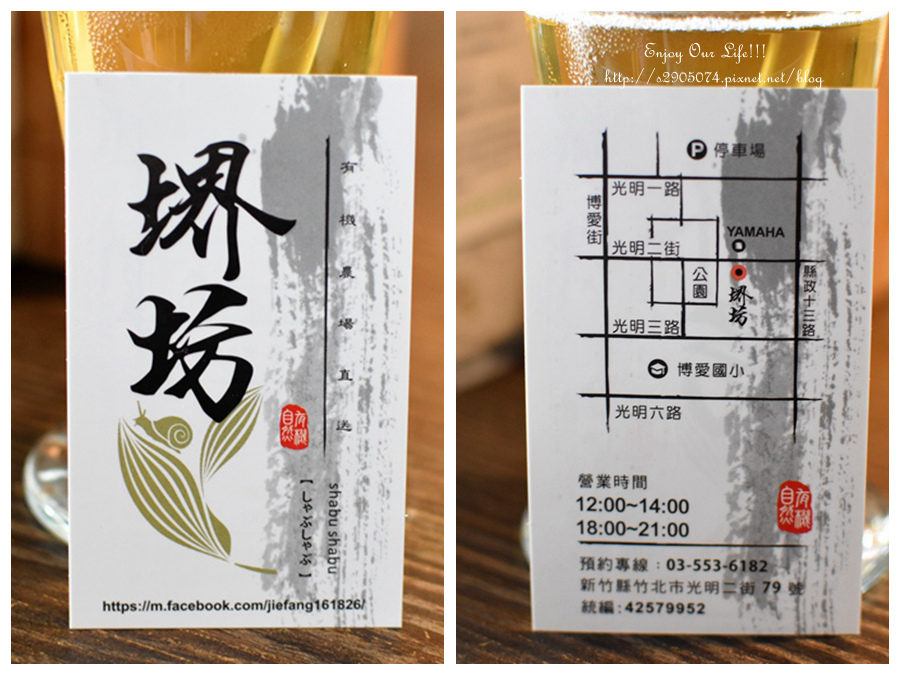 堺坊
有機農場直送
有機自然
shabu shabu
【しゃぶしゃぶ】
https://m.facebook.com/jiefang161826/
Enjoy Our Life!!!
http://s2905074.pixnet.net/blog
P 停車場
光明一路
博愛街
YAMAHA
光明二街
公園
堺坊
縣政十三路
光明三路
博愛國小
光明六路
營業時間
12:00~14:00
18:00~21:00
有機自然
預約專線：03-553-6182
新竹縣竹北市光明二街 79 號
統編:42579952